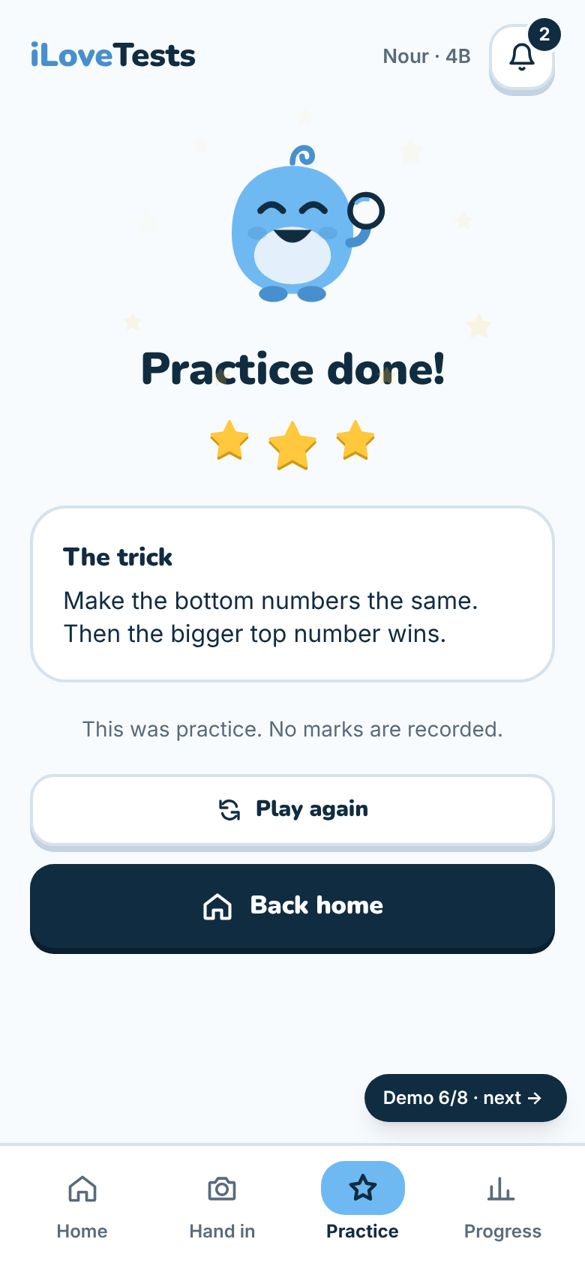 iLoveTests
Nour · 4B
2
Practice done!
The trick
Make the bottom numbers the same.
Then the bigger top number wins.
This was practice. No marks are recorded.
Play again
Back home
Demo 6/8 · next →
Home
Hand in
Practice
Progress